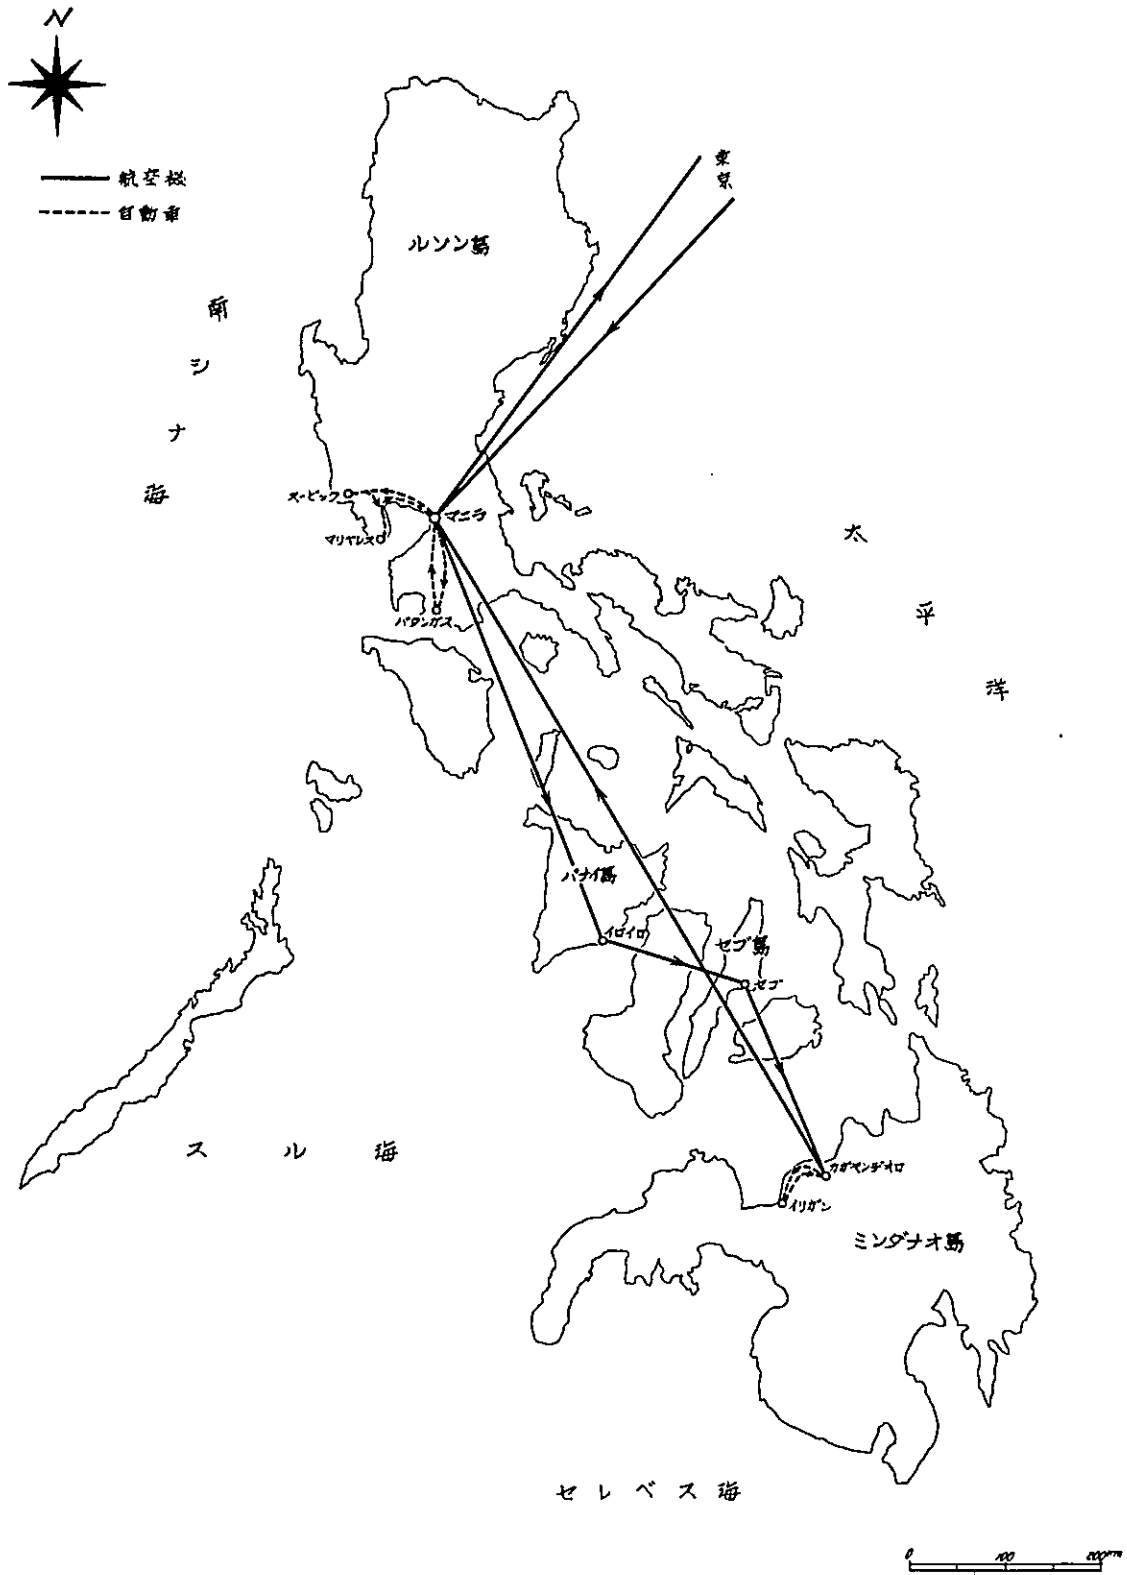 N
航空機
自動車
東京
ルソン島
南シナ海
スービック
マニラ
マリヤレス
バタンガス
太平洋
パナイ島
イロイロ
セブ島
セブ
スル海
カガヤンデオロ
イリガン
ミンダナオ島
セレベス海
0 100 200km